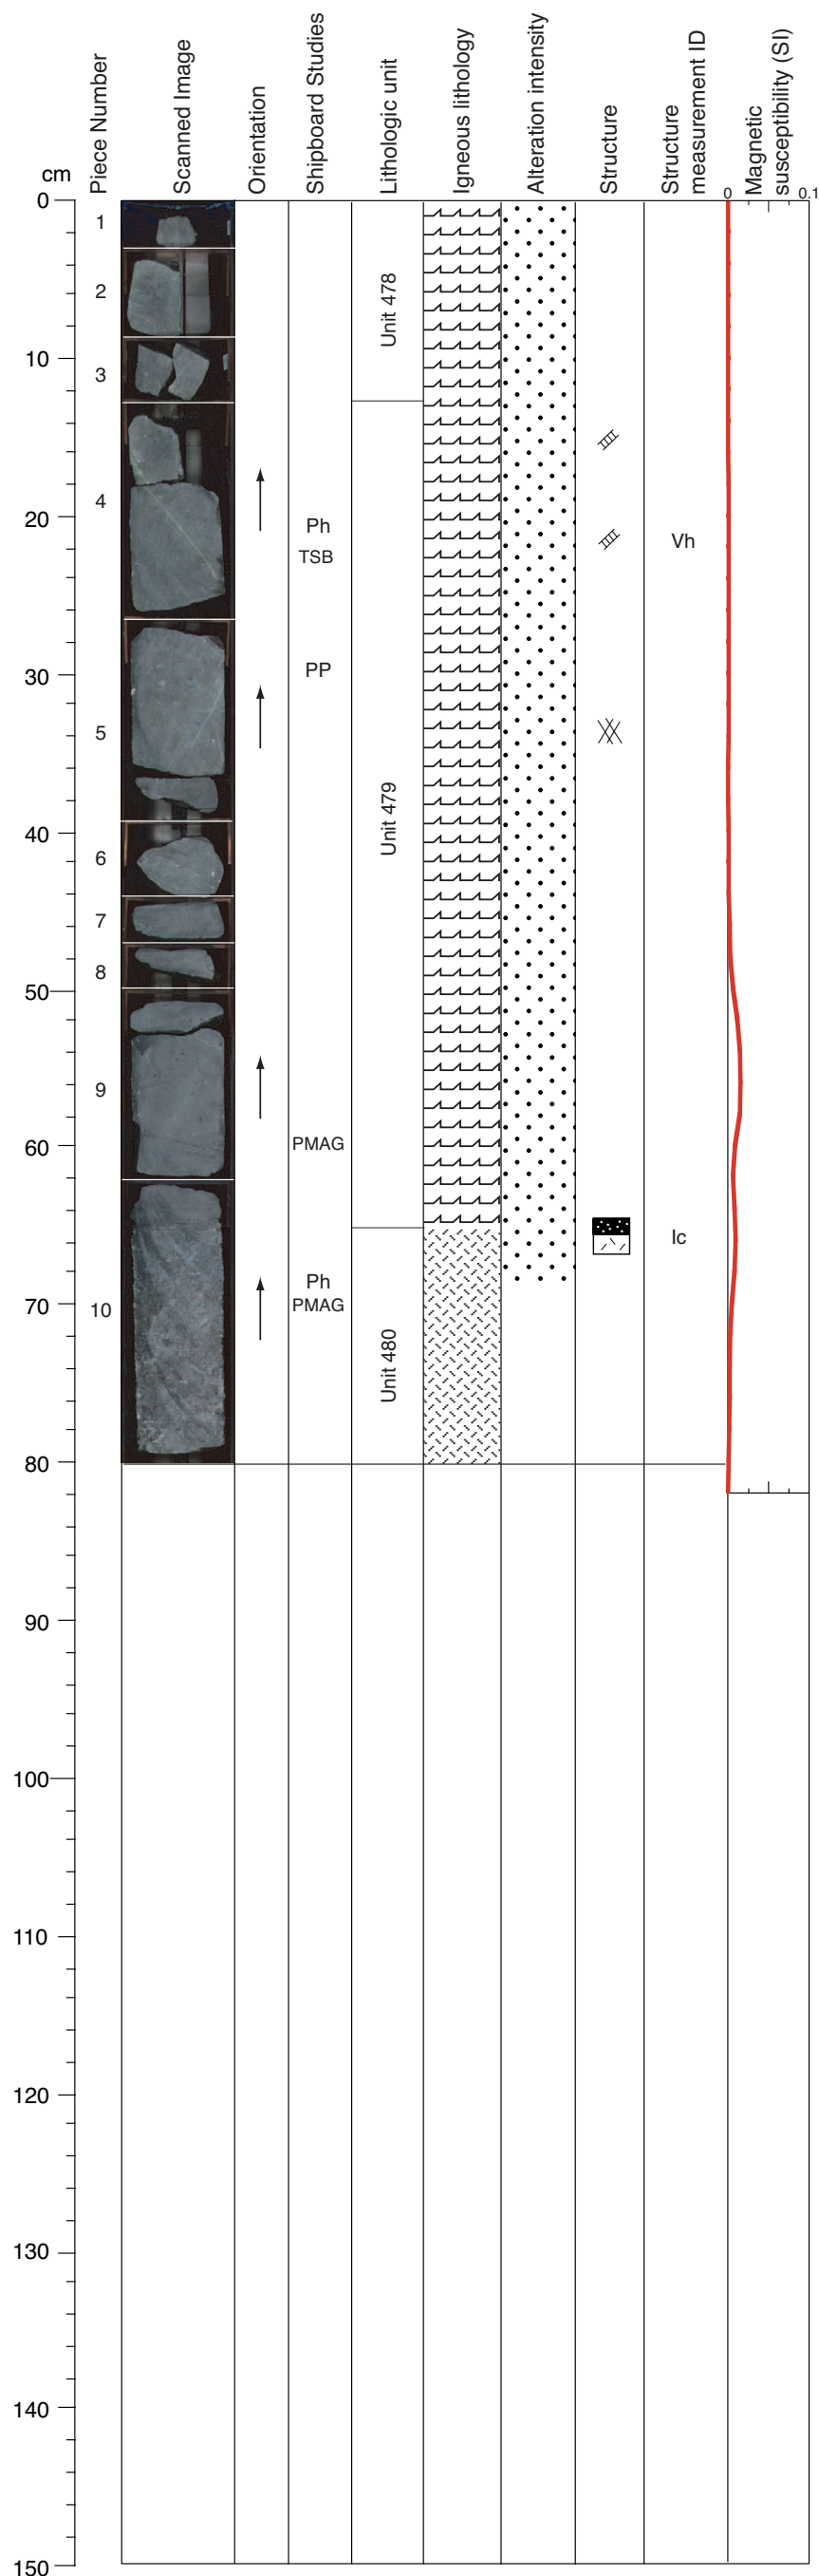 cm
Piece Number
Scanned Image
Orientation
Shipboard Studies
Lithologic unit
Igneous lithology
Alteration intensity
Structure
Structure
measurement ID
Magnetic
susceptibility (SI)
0 0.1
0
1
Unit 478
2
10
3
4
20
Ph
TSB
Vh
30
PP
5
Unit 479
40
6
7
8
50
9
60
PMAG
Ic
Ph
70
10
PMAG
Unit 480
80
90
100
110
120
130
140
150